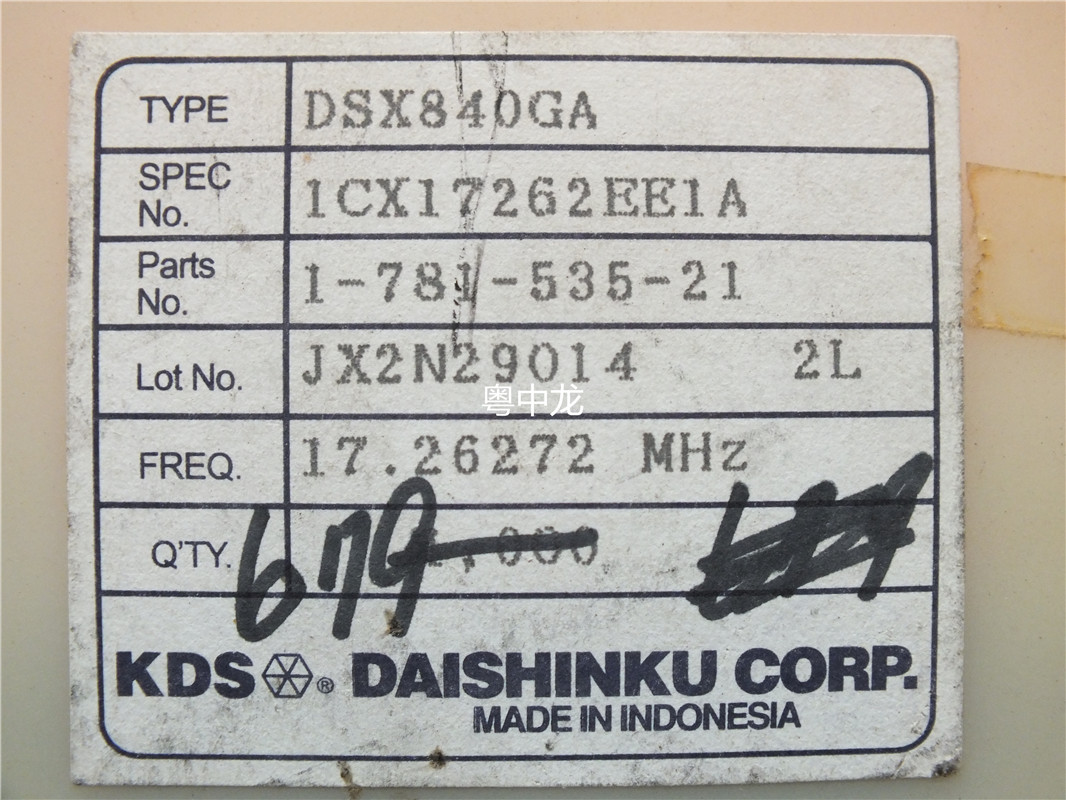 TYPE DSX840GA
SPEC No. 1CX17262EE1A
Parts No. 1-781-535-21
Lot No. JX2N29014 2L
粤中龙
FREQ. 17.26272 MHz
Q'TY. 679 ,000
KDS ® DAISHINKU CORP.
MADE IN INDONESIA